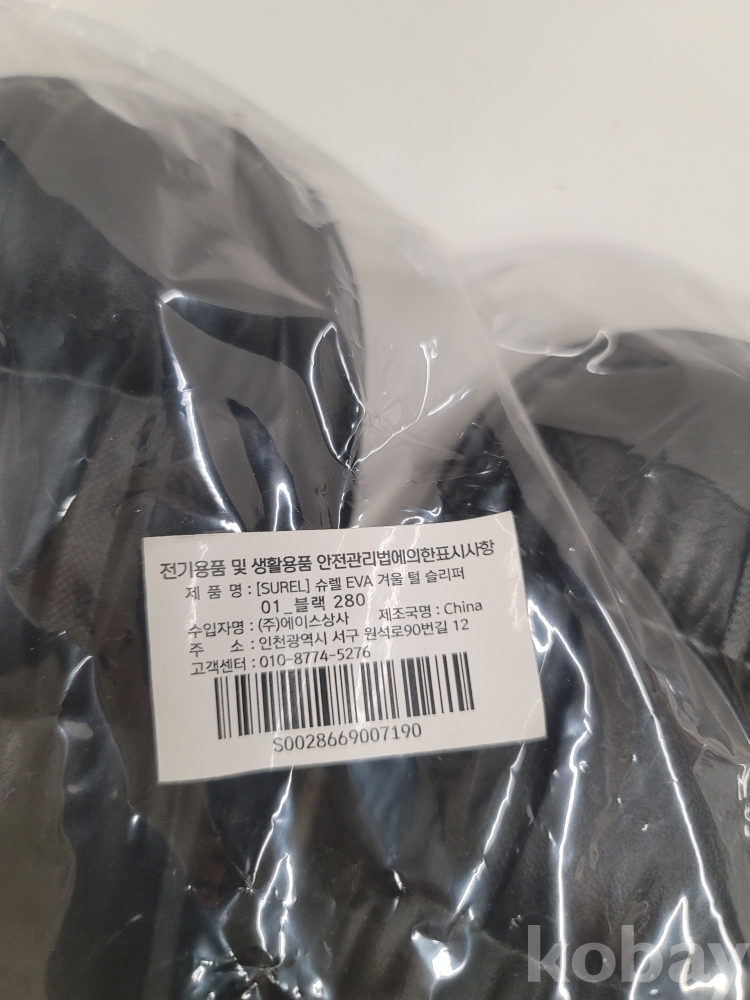 전기용품 및 생활용품 안전관리법에의한표시사항
제 품 명 : [SUREL] 슈렐 EVA 겨울 털 슬리퍼
01_블랙 280
수입자명 : (주)에이스상사 제조국명 : China
주 소 : 인천광역시 서구 원석로90번길 12
고객센터 : 010-8774-5276
S0028669007190
kobay